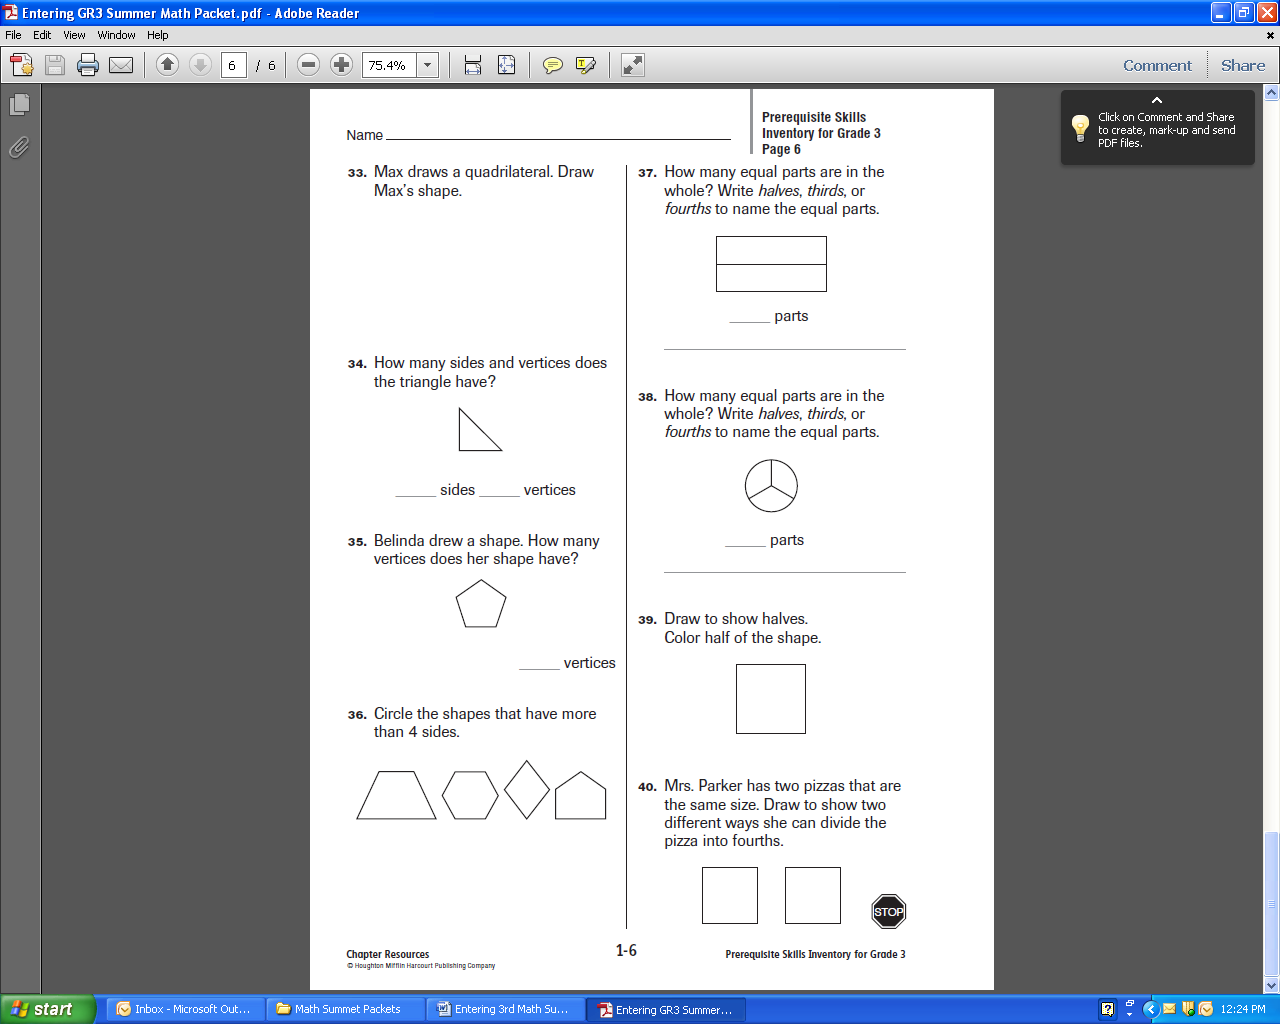 Entering GR3 Summer Math Packet.pdf - Adobe Reader
File Edit View Window Help
6 / 6 75.4% Comment Share
Click on Comment and Share
to create, mark-up and send
PDF files.
Prerequisite Skills
Inventory for Grade 3
Page 6
Name
33. Max draws a quadrilateral. Draw
Max's shape.
34. How many sides and vertices does
the triangle have?
_____ sides _____ vertices
35. Belinda drew a shape. How many
vertices does her shape have?
_____ vertices
36. Circle the shapes that have more
than 4 sides.
37. How many equal parts are in the
whole? Write halves, thirds, or
fourths to name the equal parts.
_____ parts
38. How many equal parts are in the
whole? Write halves, thirds, or
fourths to name the equal parts.
_____ parts
39. Draw to show halves.
Color half of the shape.
40. Mrs. Parker has two pizzas that are
the same size. Draw to show two
different ways she can divide the
pizza into fourths.
STOP
Chapter Resources
© Houghton Mifflin Harcourt Publishing Company
1-6
Prerequisite Skills Inventory for Grade 3
start Inbox - Microsoft Out... Math Summet Packets Entering 3rd Math Su... Entering GR3 Summer... 12:24 PM